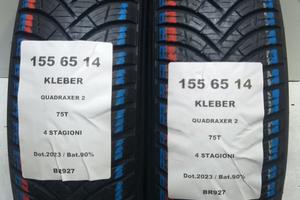 155 65 14
KLEBER
QUADRAXER 2
75T
4 STAGIONI
Dot.2023 / Bat.90%
BR927
155 65 14
KLEBER
QUADRAXER 2
75T
4 STAGIONI
Dot.2023 / Bat.90%
BR927